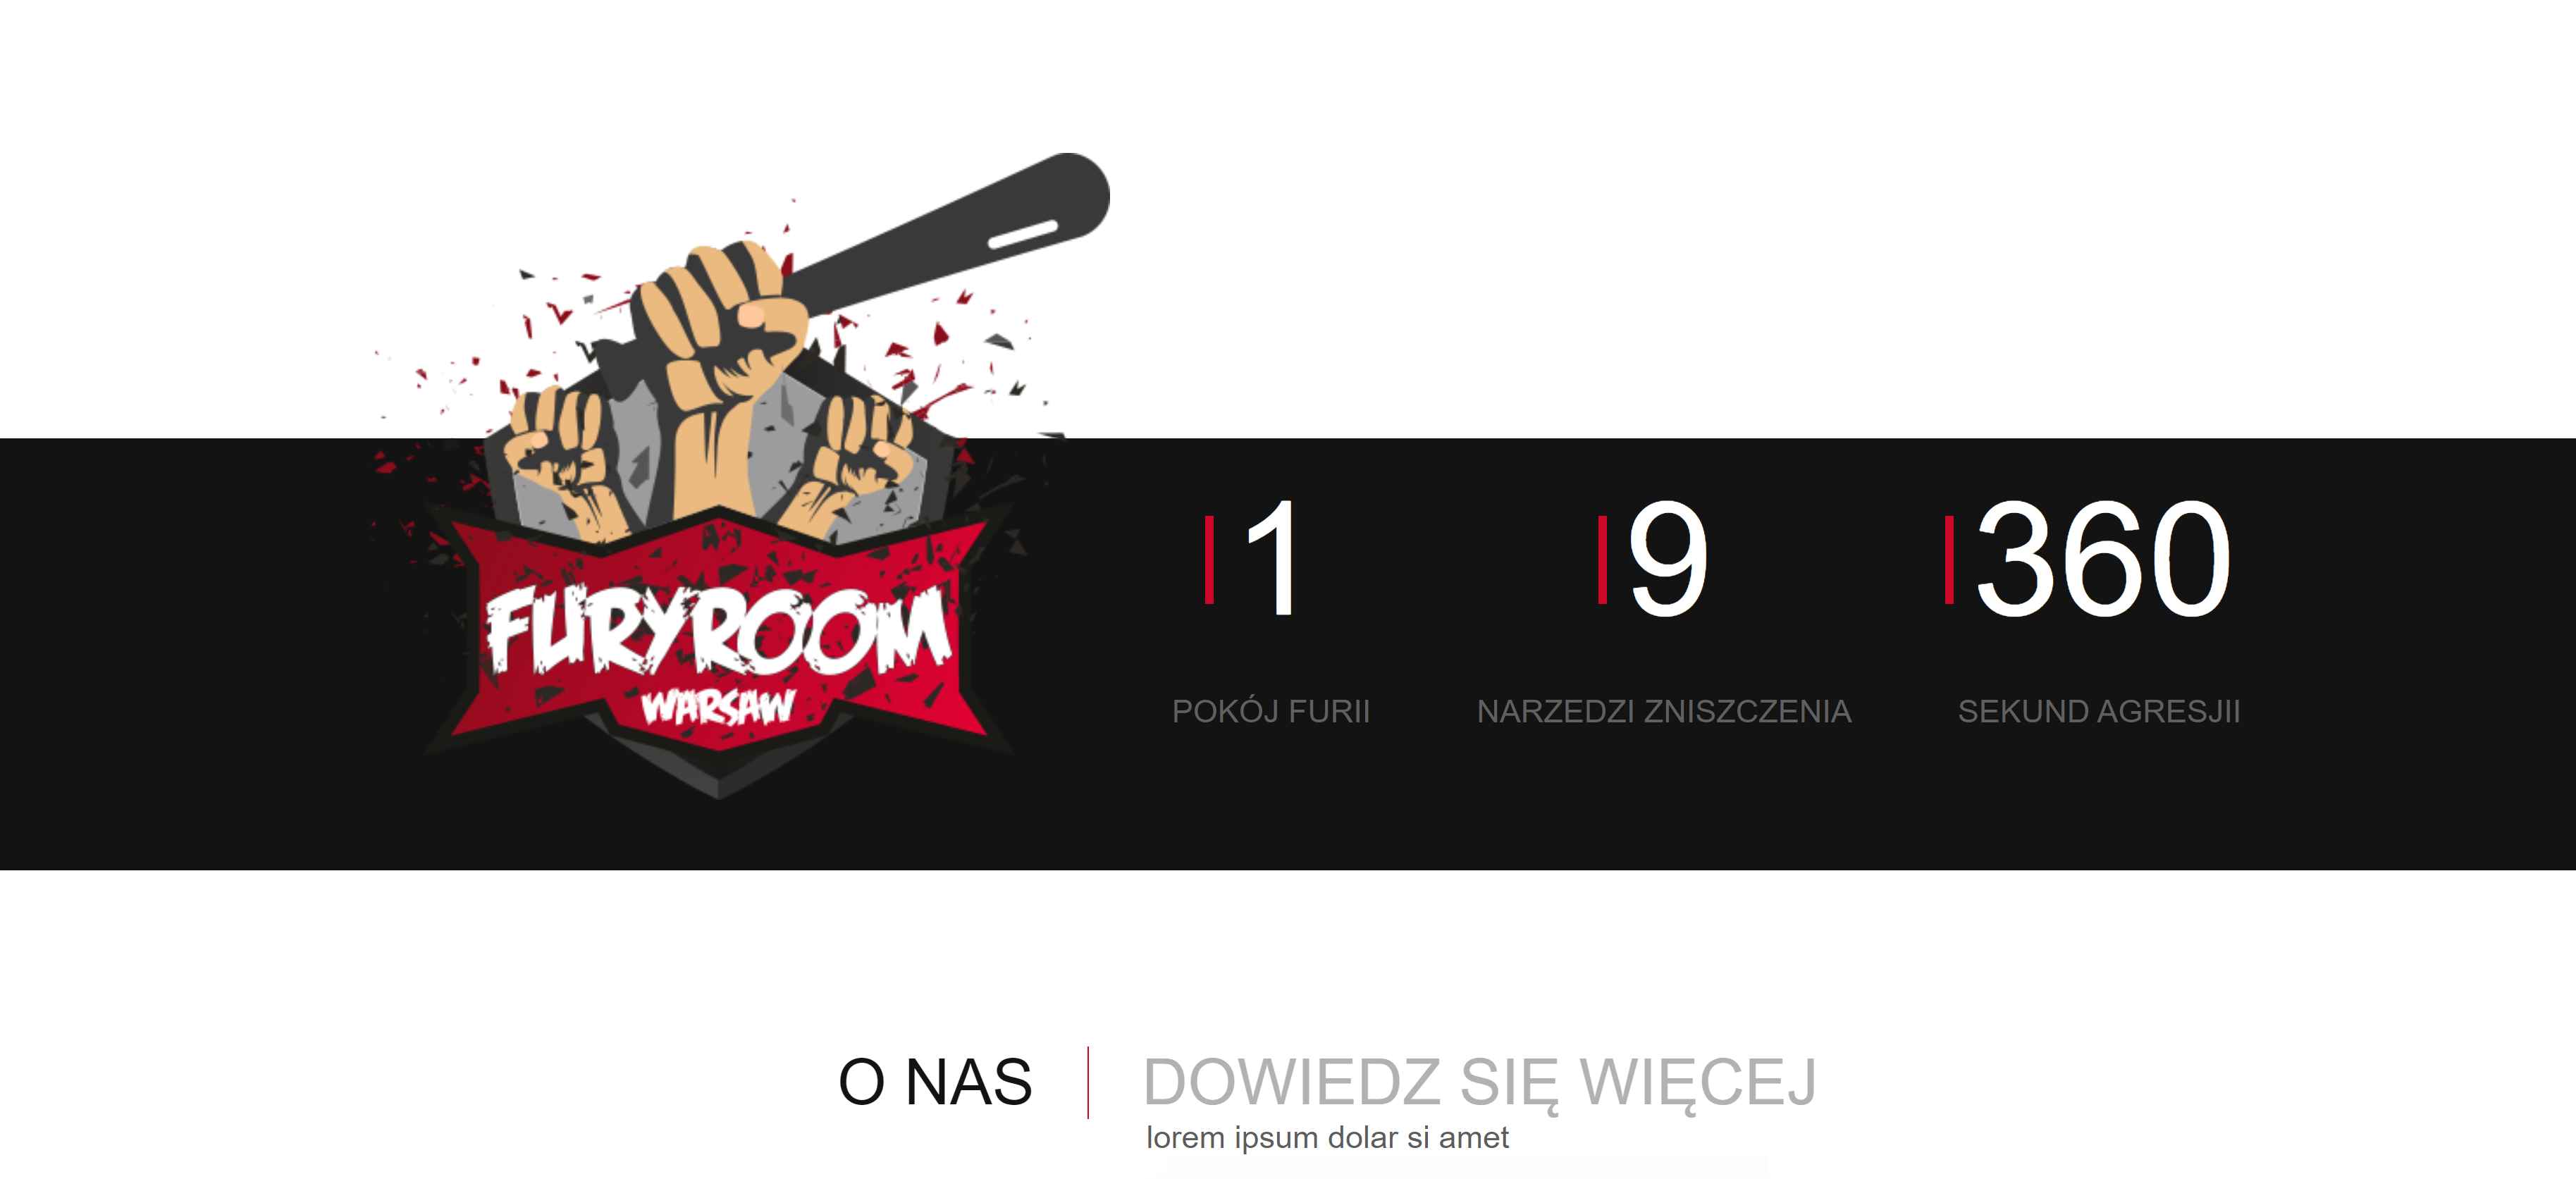 FURYROOM
WARSAW
1
9
360
POKÓJ FURII
NARZEDZI ZNISZCZENIA
SEKUND AGRESJII
O NAS
DOWIEDZ SIĘ WIĘCEJ
lorem ipsum dolar si amet